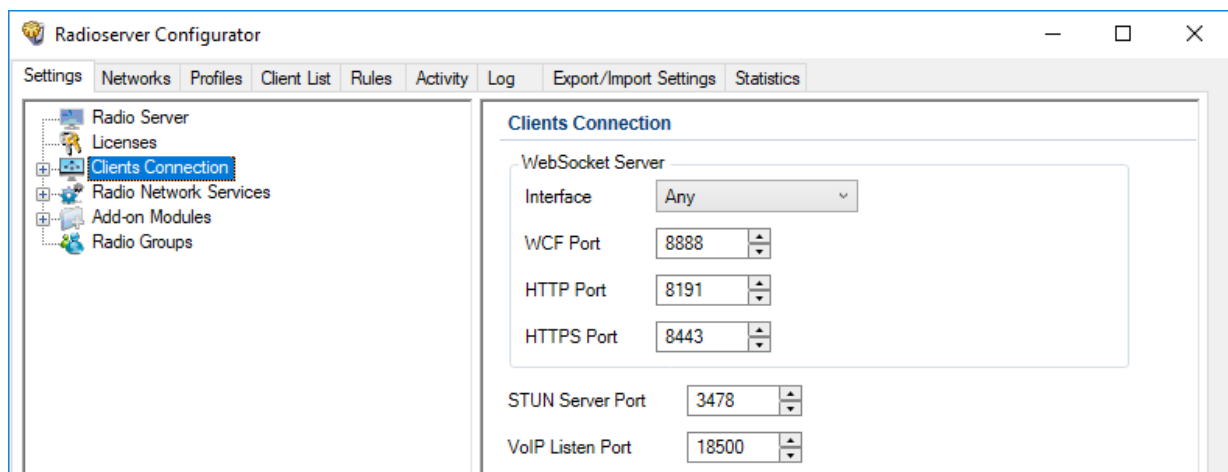 Radioserver Configurator
Settings Networks Profiles Client List Rules Activity Log Export/Import Settings Statistics
Radio Server
Licenses
Clients Connection
Radio Network Services
Add-on Modules
Radio Groups
Clients Connection
WebSocket Server
Interface Any
WCF Port 8888
HTTP Port 8191
HTTPS Port 8443
STUN Server Port 3478
VoIP Listen Port 18500